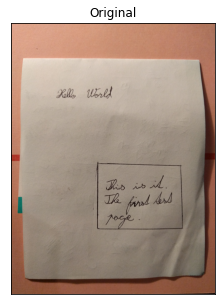 Original
Hello World
This is it.
The first test
page.